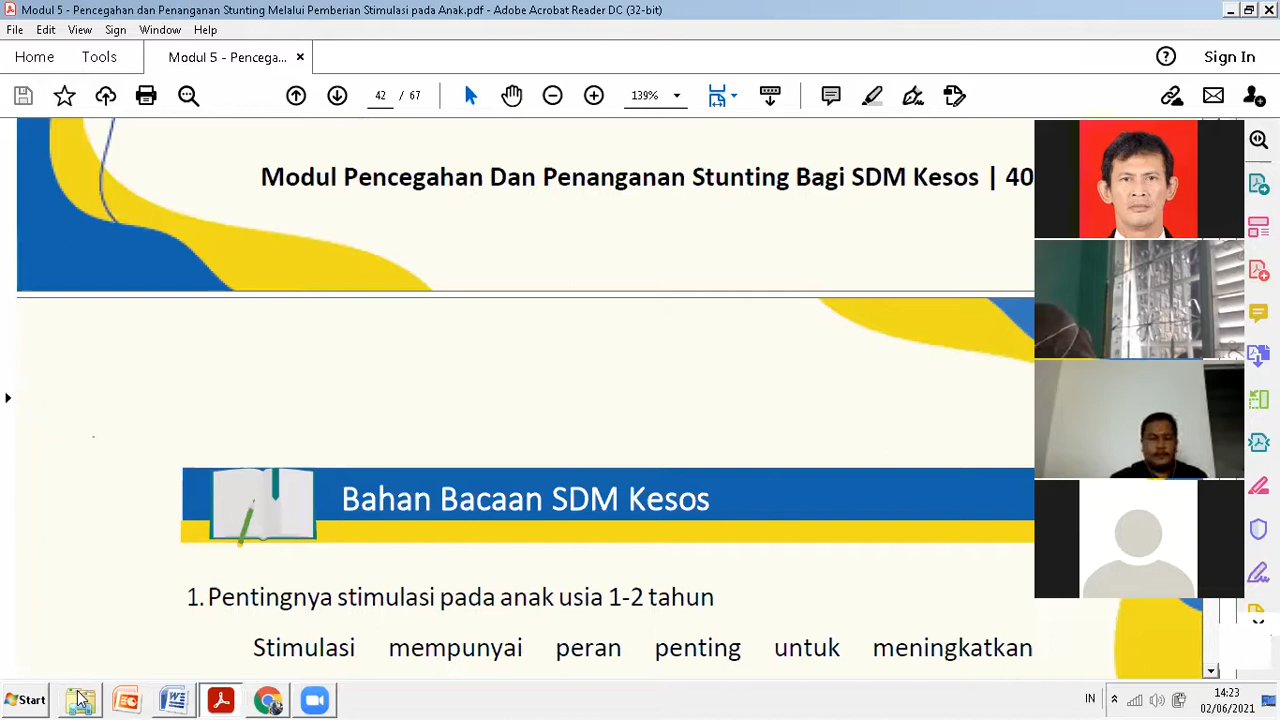 Modul 5 - Pencegahan dan Penanganan Stunting Melalui Pemberian Stimulasi pada Anak.pdf - Adobe Acrobat Reader DC (32-bit)
File Edit View Sign Window Help
Home Tools Modul 5 - Pencega... × Sign In
42 / 67 139%
Modul Pencegahan Dan Penanganan Stunting Bagi SDM Kesos | 40
Bahan Bacaan SDM Kesos
1. Pentingnya stimulasi pada anak usia 1-2 tahun
Stimulasi mempunyai peran penting untuk meningkatkan
Start IN 14:23
02/06/2021